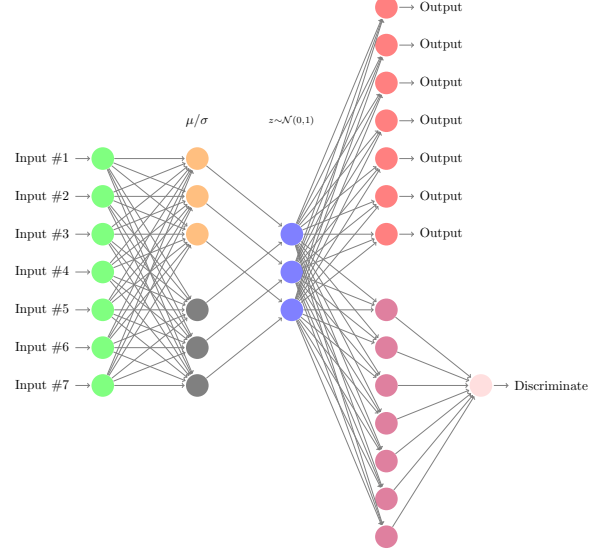 Output
Output
Output
Output
Output
Output
Output
μ/σ
z∼𝒩(0,1)
Input #1
Input #2
Input #3
Input #4
Input #5
Input #6
Input #7
Discriminate